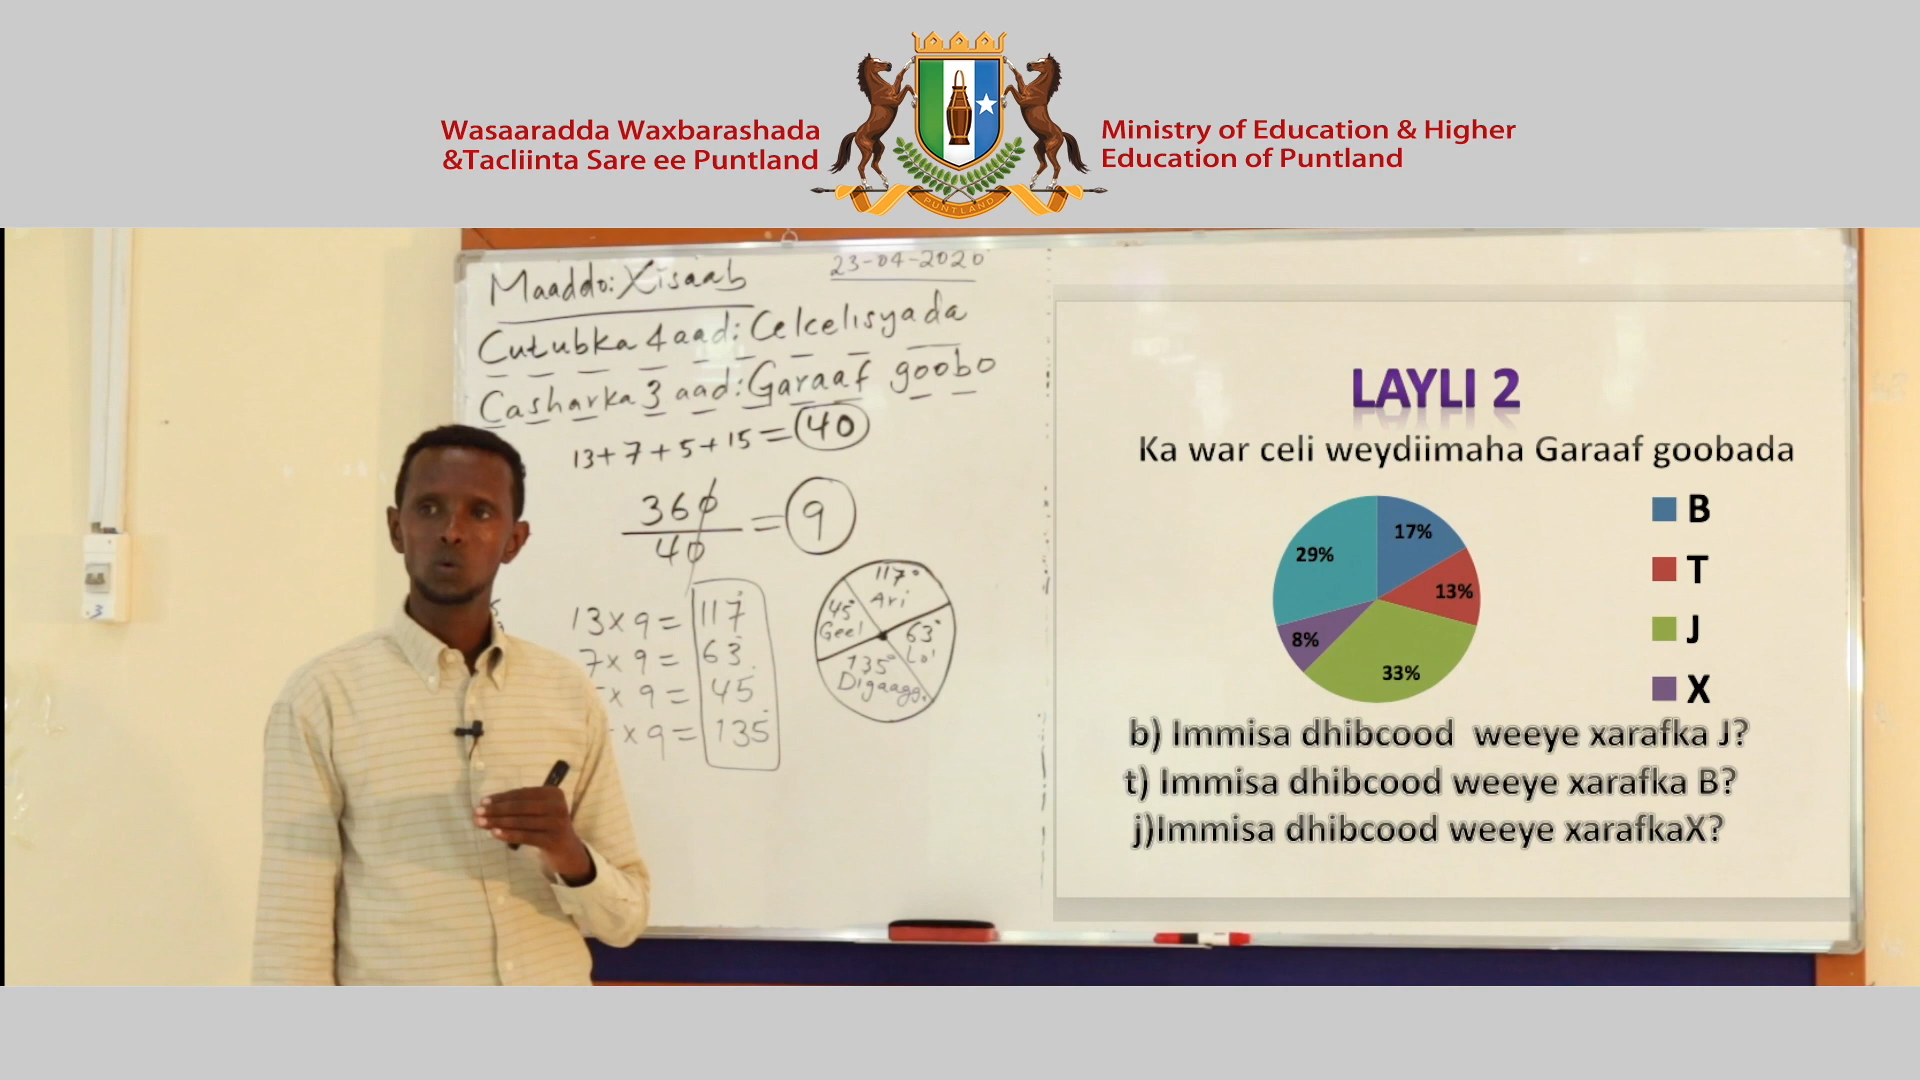 Wasaaradda Waxbarashada
&Tacliinta Sare ee Puntland
PUNTLAND
Ministry of Education & Higher
Education of Puntland
23-04-2020
Maaddo: Xisaab
Cutubka 4aad: Celcelisyada
Casharka 3aad: Garaaf goobo
13+7+5+15=40
360
40
=9
13x9=117°
7x9=63°
x9=45
x9=135°
117°
Ari
45°
Geel
63°
Lo'
135°
Digaagg
.3
LAYLI 2
Ka war celi weydiimaha Garaaf goobada
17%
29%
13%
8%
33%
B
T
J
X
b) Immisa dhibcood weeye xarafka J?
t) Immisa dhibcood weeye xarafka B?
j)Immisa dhibcood weeye xarafkaX?